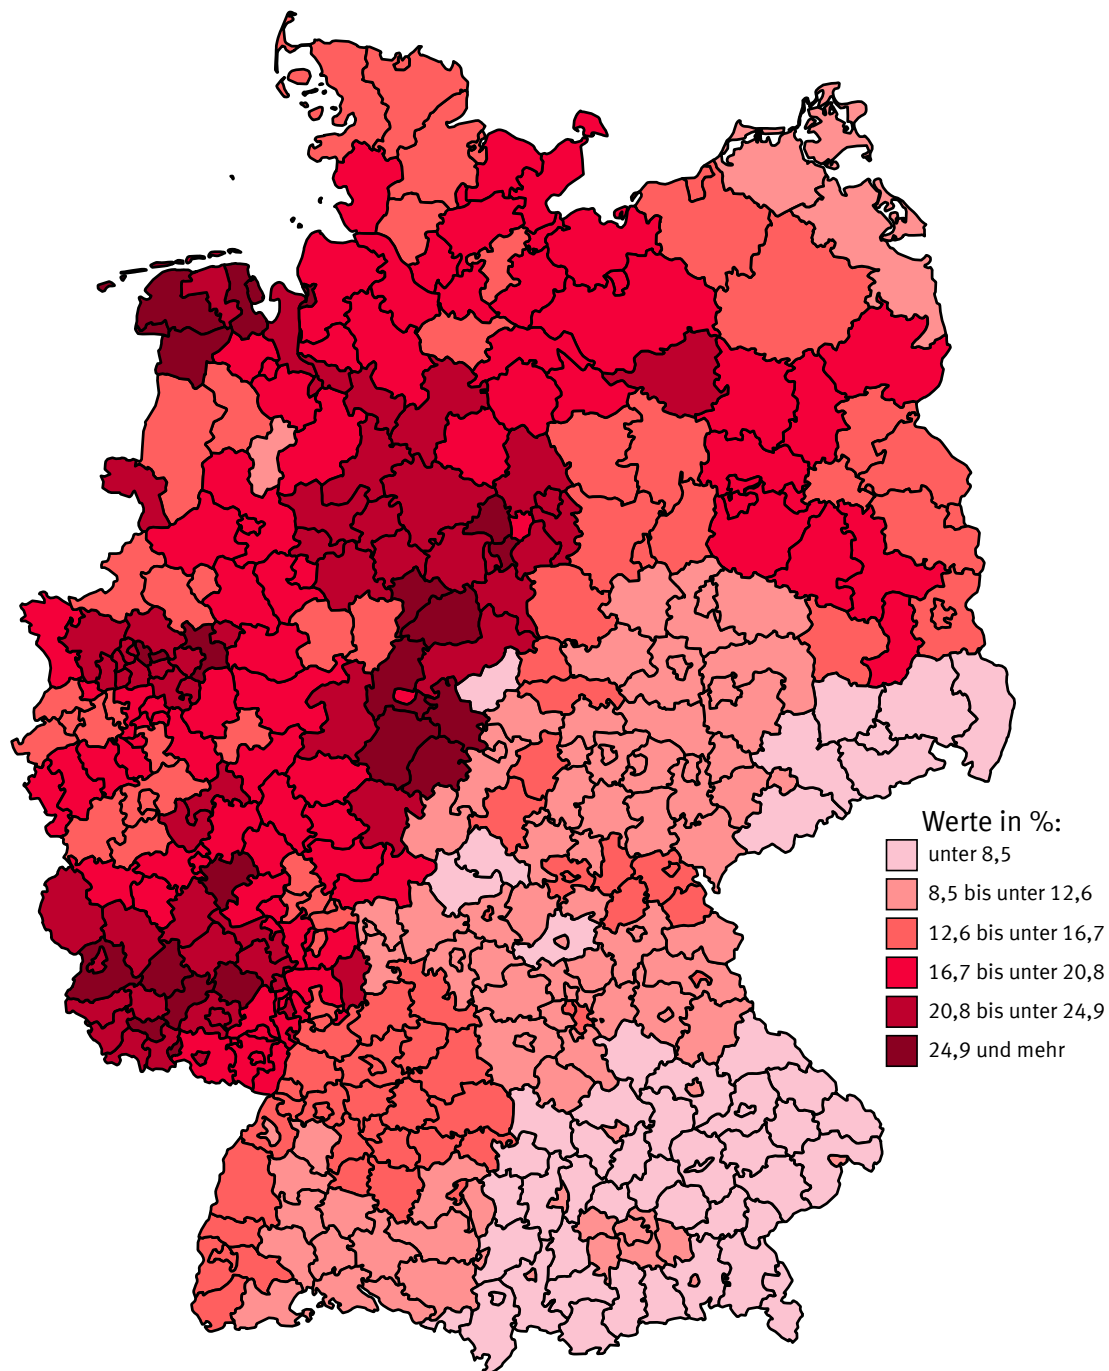 Werte in %:
unter 8,5
8,5 bis unter 12,6
12,6 bis unter 16,7
16,7 bis unter 20,8
20,8 bis unter 24,9
24,9 und mehr